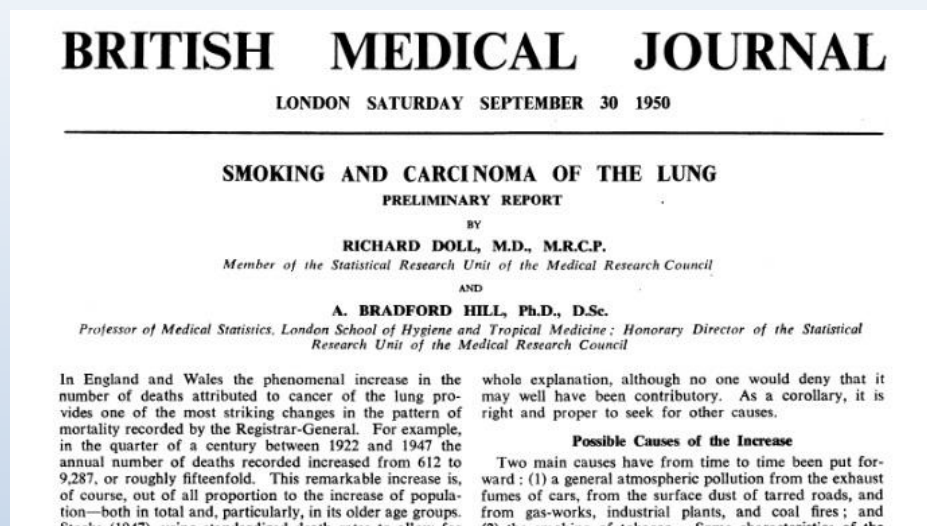 BRITISH MEDICAL JOURNAL
LONDON SATURDAY SEPTEMBER 30 1950
SMOKING AND CARCINOMA OF THE LUNG
PRELIMINARY REPORT
BY
RICHARD DOLL, M.D., M.R.C.P.
Member of the Statistical Research Unit of the Medical Research Council
AND
A. BRADFORD HILL, Ph.D., D.Sc.
Professor of Medical Statistics, London School of Hygiene and Tropical Medicine ; Honorary Director of the Statistical
Research Unit of the Medical Research Council
In England and Wales the phenomenal increase in the
number of deaths attributed to cancer of the lung pro-
vides one of the most striking changes in the pattern of
mortality recorded by the Registrar-General. For example,
in the quarter of a century between 1922 and 1947 the
annual number of deaths recorded increased from 612 to
9,287, or roughly fifteenfold. This remarkable increase is,
of course, out of all proportion to the increase of popula-
tion—both in total and, particularly, in its older age groups.
whole explanation, although no one would deny that it
may well have been contributory. As a corollary, it is
right and proper to seek for other causes.
Possible Causes of the Increase
Two main causes have from time to time been put for-
ward : (1) a general atmospheric pollution from the exhaust
fumes of cars, from the surface dust of tarred roads, and
from gas-works, industrial plants, and coal fires ; and